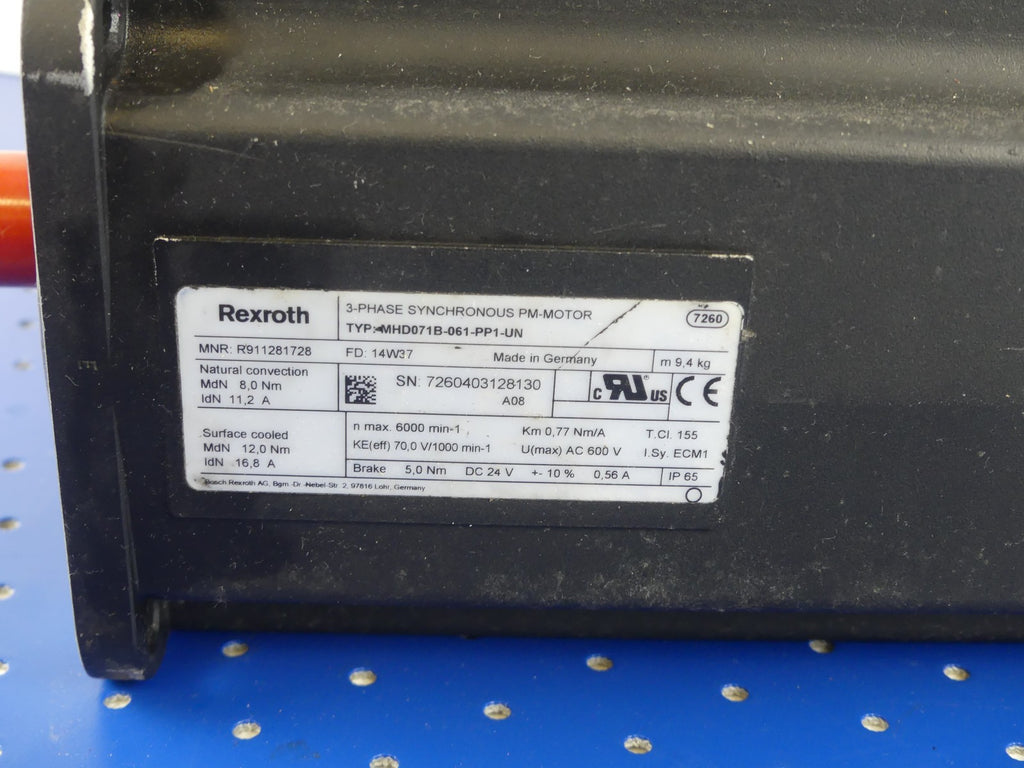 Rexroth
3-PHASE SYNCHRONOUS PM-MOTOR
7260
TYP: MHD071B-061-PP1-UN
MNR: R911281728
FD: 14W37
Made in Germany
m 9,4 kg
Natural convection
MdN 8,0 Nm
IdN 11,2 A
SN: 7260403128130
A08
c RU ® US
CE
Surface cooled
MdN 12,0 Nm
IdN 16,8 A
n max. 6000 min-1
Km 0,77 Nm/A
T.Cl. 155
KE(eff) 70,0 V/1000 min-1
U(max) AC 600 V
I.Sy. ECM1
Brake 5,0 Nm DC 24 V +- 10 % 0,56 A
IP 65
Bosch Rexroth AG, Bgm.-Dr.-Nebel-Str. 2, 97816 Lohr, Germany